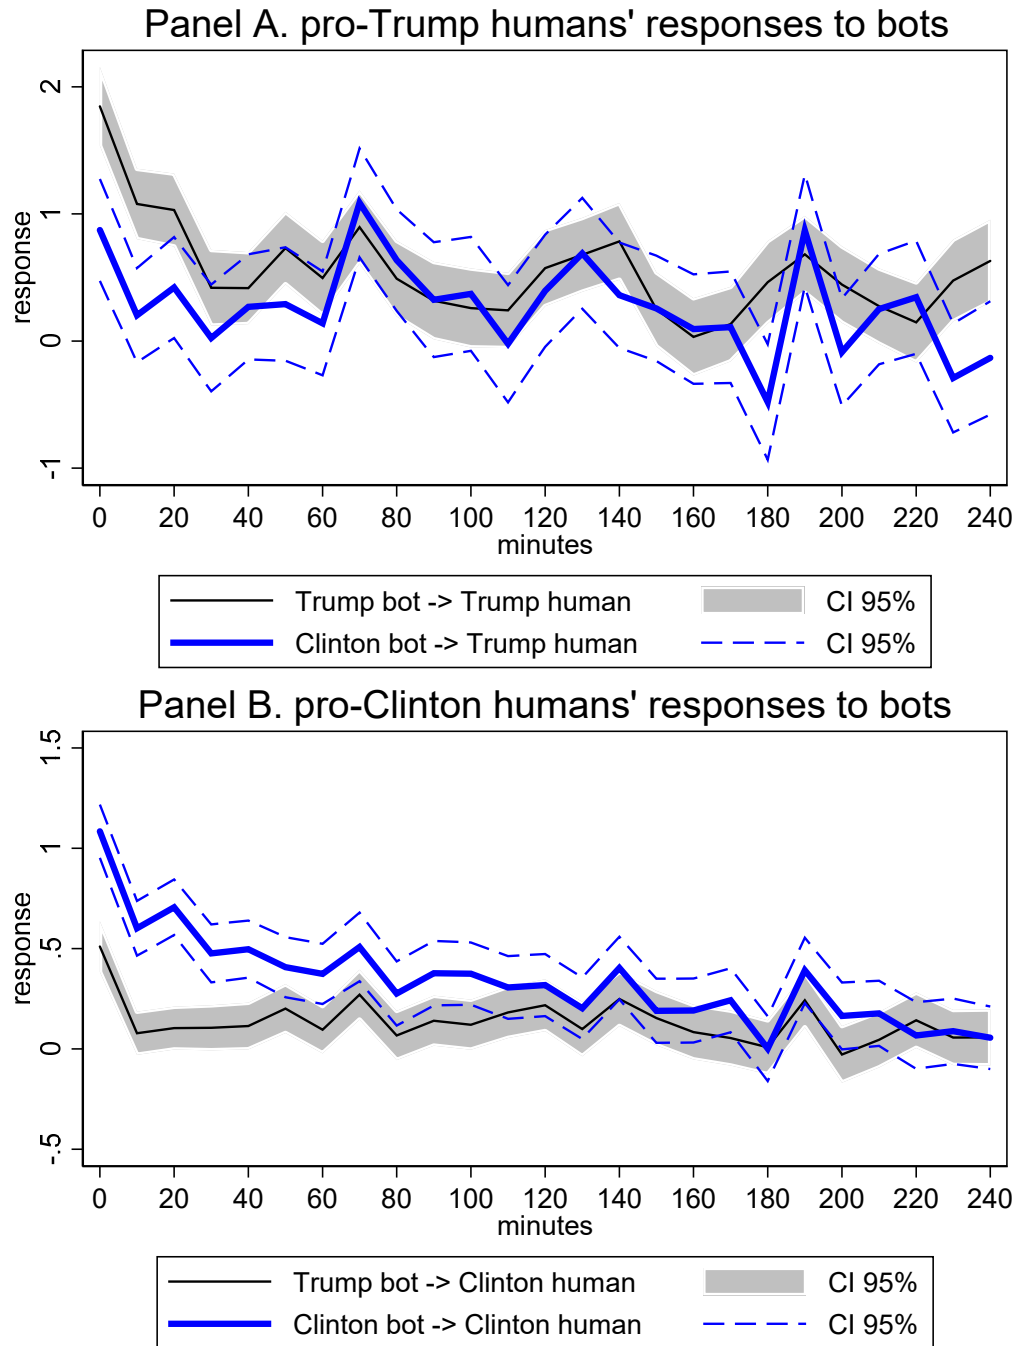 Panel A. pro-Trump humans' responses to bots
2
1
0
-1
response
0 20 40 60 80 100 120 140 160 180 200 220 240
minutes
Trump bot -> Trump human CI 95%
Clinton bot -> Trump human CI 95%
Panel B. pro-Clinton humans' responses to bots
1.5
1
.5
0
-.5
response
0 20 40 60 80 100 120 140 160 180 200 220 240
minutes
Trump bot -> Clinton human CI 95%
Clinton bot -> Clinton human CI 95%